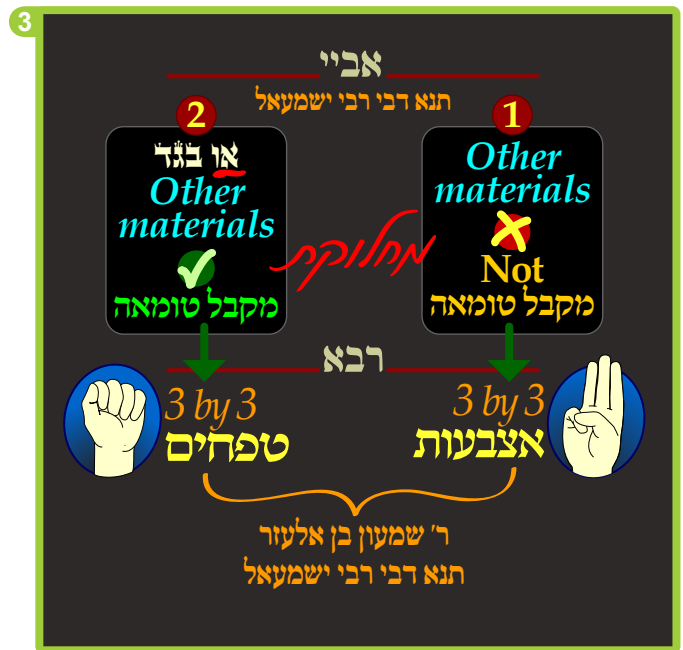 3
אביי
תנא דבי רבי ישמעאל
1
Other
materials
Not
מקבל טומאה
2
או בגד
Other
materials
מקבל טומאה
מחלוקת
רבא
3 by 3
אצבעות
3 by 3
טפחים
ר' שמעון בן אלעזר
תנא דבי רבי ישמעאל